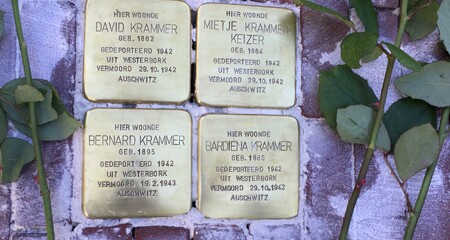 HIER WOONDE
DAVID KRAMMER
GEB. 1862
GEDEPORTEERD 1942
UIT WESTERBORK
VERMOORD 29.10.1942
AUSCHWITZ
HIER WOONDE
MIETJE KRAMMER
KEIZER
GEB. 1864
GEDEPORTEERD 1942
UIT WESTERBORK
VERMOORD 29.10.1942
AUSCHWITZ
HIER WOONDE
BERNARD KRAMMER
GEB. 1895
GEDEPORTEERD 1942
UIT WESTERBORK
VERMOORD 10.2.1943
AUSCHWITZ
HIER WOONDE
BARDIENA KRAMMER
GEB. 1885
GEDEPORTEERD 1942
UIT WESTERBORK
VERMOORD 29.10.1942
AUSCHWITZ